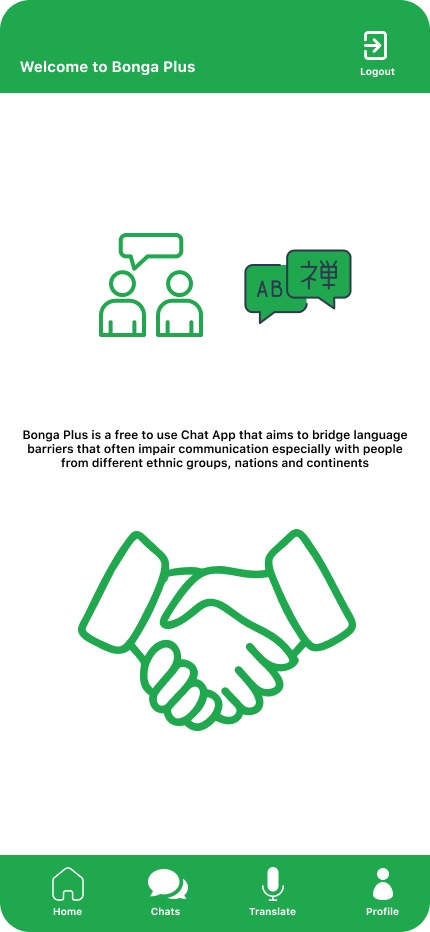 Welcome to Bonga Plus
Logout
AB
禅
Bonga Plus is a free to use Chat App that aims to bridge language
barriers that often impair communication especially with people
from different ethnic groups, nations and continents
Home
Chats
Translate
Profile